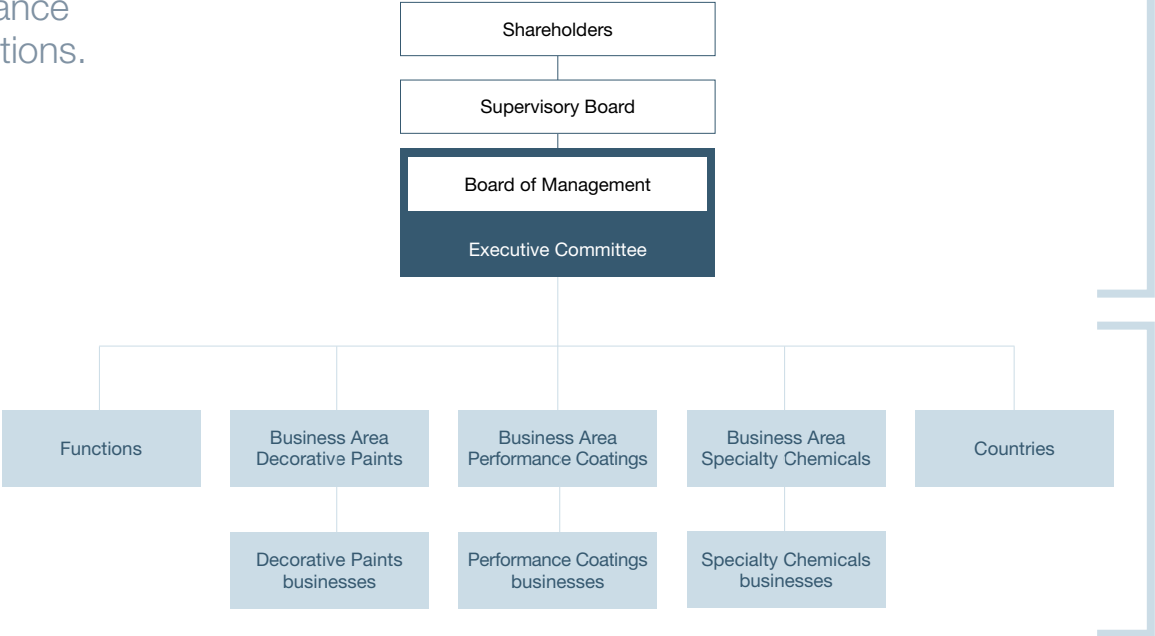 tions.
Shareholders
Supervisory Board
Board of Management
Executive Committee
Functions
Business Area
Decorative Paints
Business Area
Performance Coatings
Business Area
Specialty Chemicals
Countries
Decorative Paints
businesses
Performance Coatings
businesses
Specialty Chemicals
businesses